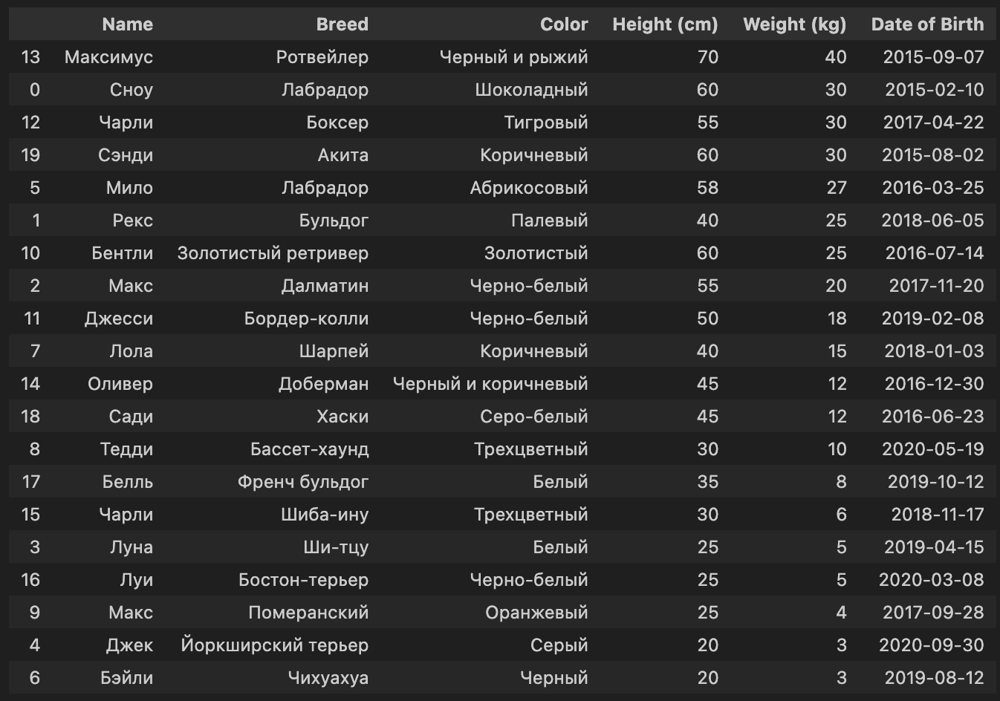 Name Breed Color Height (cm) Weight (kg) Date of Birth
13 Максимус Ротвейлер Черный и рыжий 70 40 2015-09-07
0 Сноу Лабрадор Шоколадный 60 30 2015-02-10
12 Чарли Боксер Тигровый 55 30 2017-04-22
19 Сэнди Акита Коричневый 60 30 2015-08-02
5 Мило Лабрадор Абрикосовый 58 27 2016-03-25
1 Рекс Бульдог Палевый 40 25 2018-06-05
10 Бентли Золотистый ретривер Золотистый 60 25 2016-07-14
2 Макс Далматин Черно-белый 55 20 2017-11-20
11 Джесси Бордер-колли Черно-белый 50 18 2019-02-08
7 Лола Шарпей Коричневый 40 15 2018-01-03
14 Оливер Доберман Черный и коричневый 45 12 2016-12-30
18 Сади Хаски Серо-белый 45 12 2016-06-23
8 Тедди Бассет-хаунд Трехцветный 30 10 2020-05-19
17 Белль Френч бульдог Белый 35 8 2019-10-12
15 Чарли Шиба-ину Трехцветный 30 6 2018-11-17
3 Луна Ши-тцу Белый 25 5 2019-04-15
16 Луи Бостон-терьер Черно-белый 25 5 2020-03-08
9 Макс Померанский Оранжевый 25 4 2017-09-28
4 Джек Йоркширский терьер Серый 20 3 2020-09-30
6 Бэйли Чихуахуа Черный 20 3 2019-08-12